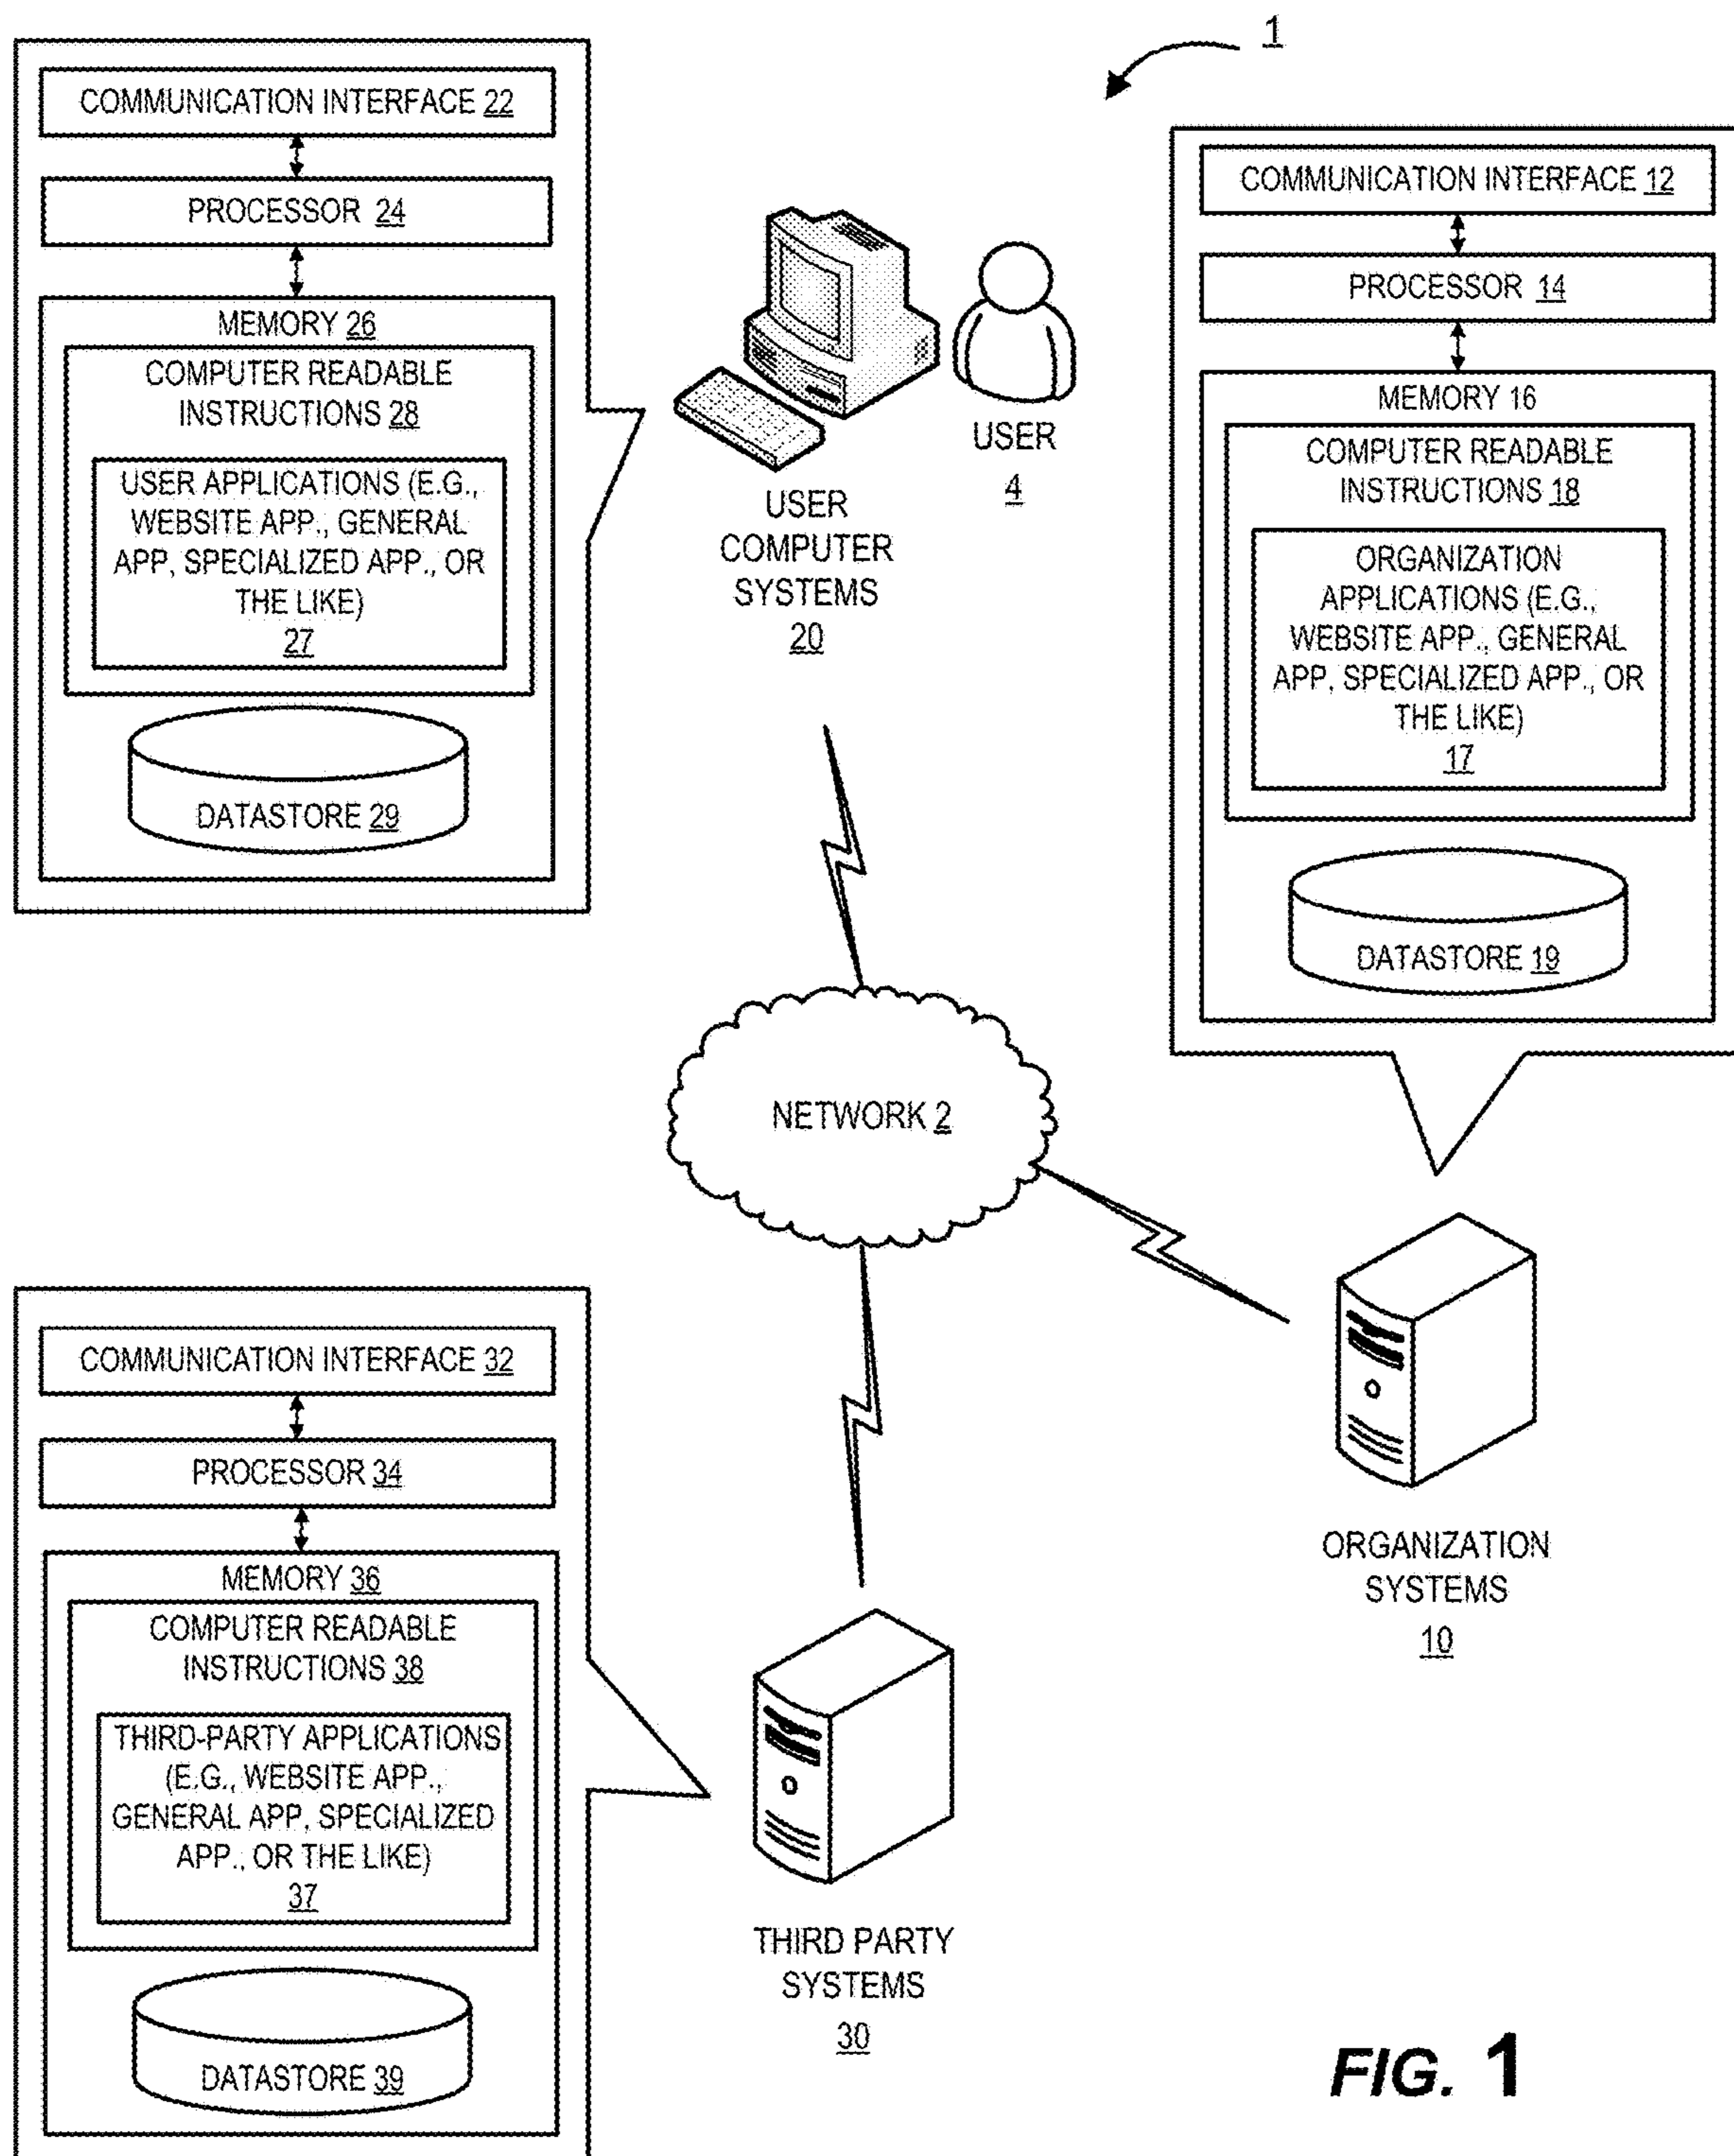 1
COMMUNICATION INTERFACE 22
PROCESSOR 24
MEMORY 26
COMPUTER READABLE
INSTRUCTIONS 28
USER APPLICATIONS (E.G.,
WEBSITE APP., GENERAL
APP, SPECIALIZED APP., OR
THE LIKE)
27
DATASTORE 29
USER
COMPUTER
SYSTEMS
20
USER
4
COMMUNICATION INTERFACE 12
PROCESSOR 14
MEMORY 16
COMPUTER READABLE
INSTRUCTIONS 18
ORGANIZATION
APPLICATIONS (E.G.,
WEBSITE APP., GENERAL
APP, SPECIALIZED APP., OR
THE LIKE)
17
DATASTORE 19
NETWORK 2
ORGANIZATION
SYSTEMS
10
COMMUNICATION INTERFACE 32
PROCESSOR 34
MEMORY 36
COMPUTER READABLE
INSTRUCTIONS 38
THIRD-PARTY APPLICATIONS
(E.G., WEBSITE APP.,
GENERAL APP, SPECIALIZED
APP., OR THE LIKE)
37
DATASTORE 39
THIRD PARTY
SYSTEMS
30
FIG. 1